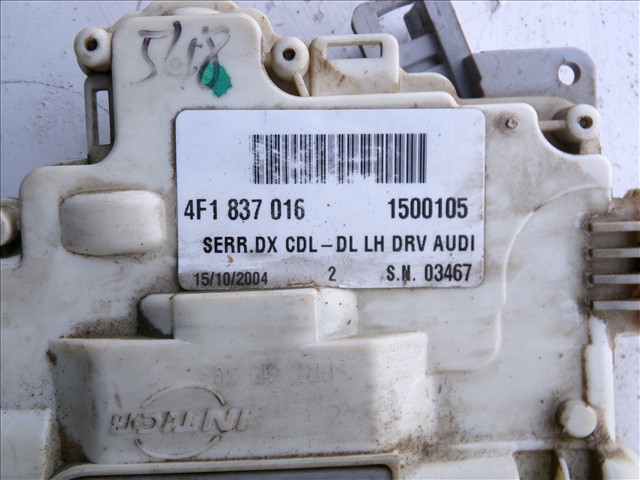 4F1 837 016 1500105
SERR.DX CDL-DL LH DRV AUDI
15/10/2004 2 S.N. 03467